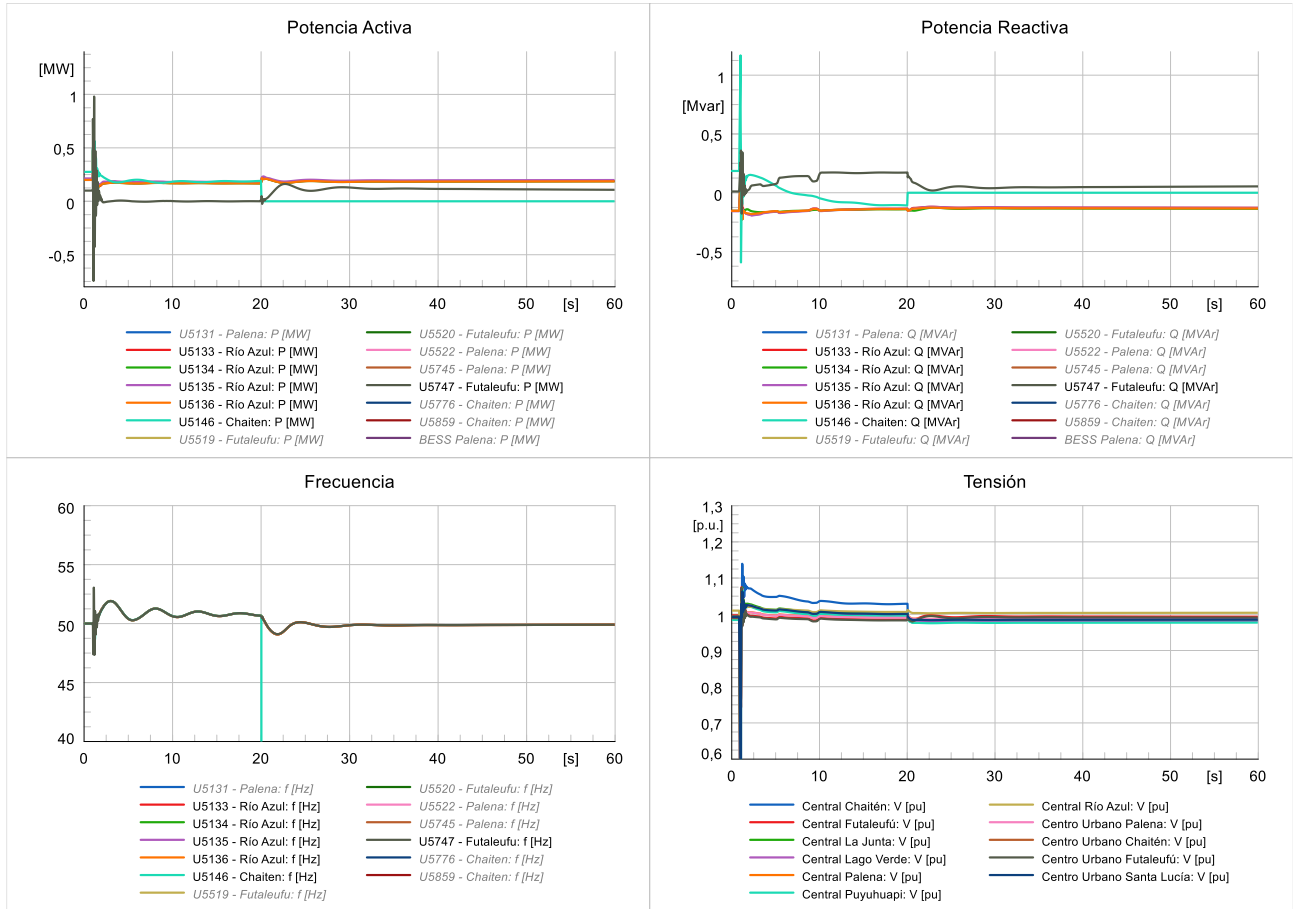 Potencia Activa
[MW]
1
0,5
0
-0,5
0 10 20 30 40 [s] 60
U5131 - Palena: P [MW] U5520 - Futaleufu: P [MW]
U5133 - Río Azul: P [MW] U5522 - Palena: P [MW]
U5134 - Río Azul: P [MW] U5745 - Palena: P [MW]
U5135 - Río Azul: P [MW] U5747 - Futaleufu: P [MW]
U5136 - Río Azul: P [MW] U5776 - Chaiten: P [MW]
U5146 - Chaiten: P [MW] U5859 - Chaiten: P [MW]
U5519 - Futaleufu: P [MW] BESS Palena: P [MW]
Potencia Reactiva
1
[Mvar]
0,5
0
-0,5
0 10 20 30 40 [s] 60
U5131 - Palena: Q [MVAr] U5520 - Futaleufu: Q [MVAr]
U5133 - Río Azul: Q [MVAr] U5522 - Palena: Q [MVAr]
U5134 - Río Azul: Q [MVAr] U5745 - Palena: Q [MVAr]
U5135 - Río Azul: Q [MVAr] U5747 - Futaleufu: Q [MVAr]
U5136 - Río Azul: Q [MVAr] U5776 - Chaiten: Q [MVAr]
U5146 - Chaiten: Q [MVAr] U5859 - Chaiten: Q [MVAr]
U5519 - Futaleufu: Q [MVAr] BESS Palena: Q [MVAr]
Frecuencia
60
55
50
45
40
0 10 20 30 40 [s] 60
U5131 - Palena: f [Hz] U5520 - Futaleufu: f [Hz]
U5133 - Río Azul: f [Hz] U5522 - Palena: f [Hz]
U5134 - Río Azul: f [Hz] U5745 - Palena: f [Hz]
U5135 - Río Azul: f [Hz] U5747 - Futaleufu: f [Hz]
U5136 - Río Azul: f [Hz] U5776 - Chaiten: f [Hz]
U5146 - Chaiten: f [Hz] U5859 - Chaiten: f [Hz]
U5519 - Futaleufu: f [Hz]
Tensión
1,3
[p.u.]
1,2
1,1
1
0,9
0,8
0,7
0,6
0 10 20 30 40 [s] 60
Central Chaitén: V [pu] Central Río Azul: V [pu]
Central Futaleufú: V [pu] Centro Urbano Palena: V [pu]
Central La Junta: V [pu] Centro Urbano Chaitén: V [pu]
Central Lago Verde: V [pu] Centro Urbano Futaleufú: V [pu]
Central Palena: V [pu] Centro Urbano Santa Lucía: V [pu]
Central Puyuhuapi: V [pu]